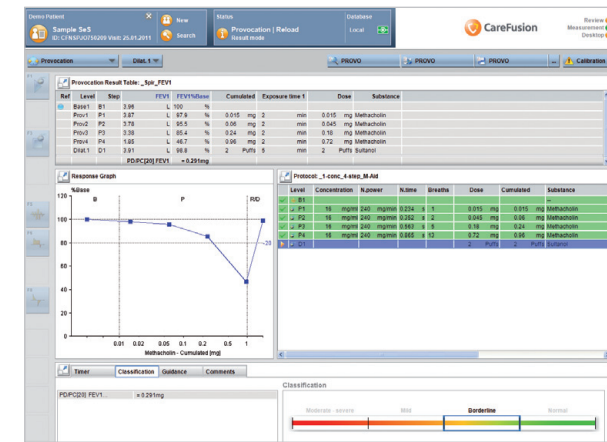 Demo Patient
Sample SeS
ID: CFNSPJD750209 Visit: 25.01.2011
New
Search
Status
Provocation | Reload
Result mode
Database
Local
CareFusion
Review
Measurement
Desktop
Provocation
Dilat. 1
PROVO
PROVO
PROVO
...
Calibration
Provocation Result Table: _Spir_FEV1
Ref Level Step FEV1 FEV1%Base Cumulated Exposure time 1 Dose Substance
Base1 B1 3.96 L 100 %
Prov1 P1 3.87 L 97.9 % 0.015 mg 2 min 0.015 mg Methacholin
Prov2 P2 3.78 L 95.5 % 0.06 mg 2 min 0.045 mg Methacholin
Prov3 P3 3.38 L 85.4 % 0.24 mg 2 min 0.18 mg Methacholin
Prov4 P4 1.85 L 46.7 % 0.96 mg 2 min 0.72 mg Methacholin
Dilat.1 D1 3.91 L 98.8 % 2 Puffs 5 min 2 Puffs Sultanol
PD/PC[20] FEV1 = 0.291mg
Response Graph
%Base
B P R/D
120
100
80
60
40
20
0
-20
0.01 0.02 0.05 0.1 0.2 0.5 1
Methacholin - Cumulated [mg]
Protocol: _1-conc_4-step_M-Aid
Level Concentration N.power N.time Breaths Dose Cumulated Substance
B1 --
P1 16 mg/ml 240 mg/min 0.234 s 1 0.015 mg 0.015 mg Methacholin
P2 16 mg/ml 240 mg/min 0.352 s 2 0.045 mg 0.06 mg Methacholin
P3 16 mg/ml 240 mg/min 0.563 s 5 0.18 mg 0.24 mg Methacholin
P4 16 mg/ml 240 mg/min 0.865 s 13 0.72 mg 0.96 mg Methacholin
D1 2 Puffs 2 Puffs Sultanol
Timer
Classification
Guidance
Comments
PD/PC[20] FEV1... = 0.291mg
Classification
Moderate - severe
Mild
Borderline
Normal